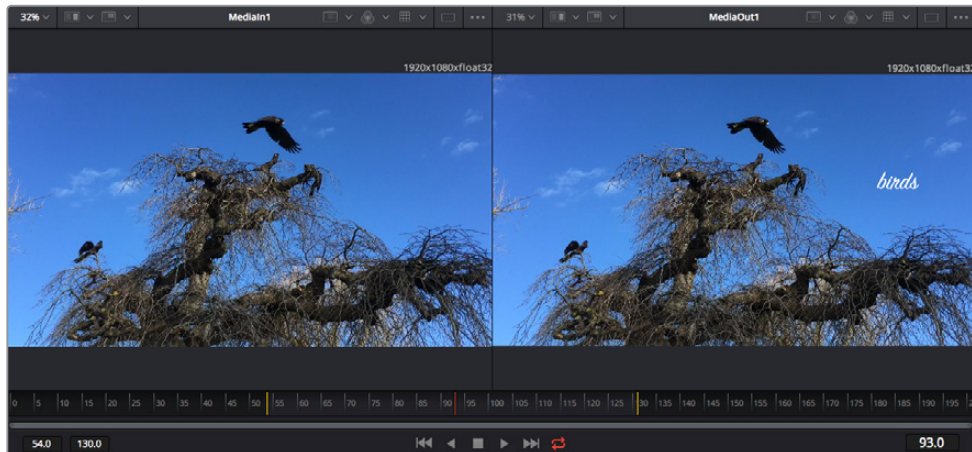 32% MediaIn1 31% MediaOut1
1920x1080xfloat32 1920x1080xfloat32
birds
0 5 10 15 20 25 30 35 40 45 50 55 60 65 70 75 80 85 90 95 100 105 110 115 120 125 130 135 140 145 150 155 160 165 170 175 180 185 190 195
54.0 130.0 93.0